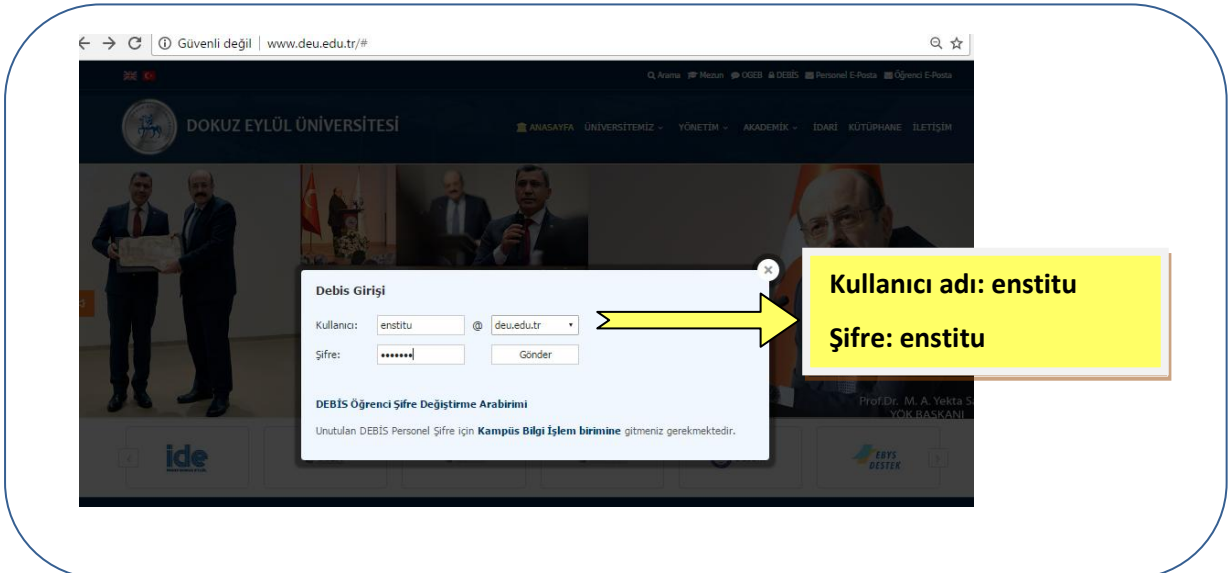 Güvenli değil | www.deu.edu.tr/#
Arama Mezun OGEB DEBİS Personel E-Posta Öğrenci E-Posta
DOKUZ EYLÜL ÜNİVERSİTESİ
ANASAYFA ÜNİVERSİTEMİZ YÖNETİM AKADEMİK İDARİ KÜTÜPHANE İLETİŞİM
Debis Girişi
Kullanıcı: enstitu @ deu.edu.tr
Şifre: ••••••• Gönder
DEBİS Öğrenci Şifre Değiştirme Arabirimi
Unutulan DEBİS Personel Şifre için Kampüs Bilgi İşlem birimine gitmeniz gerekmektedir.
Kullanıcı adı: enstitu
Şifre: enstitu
Prof.Dr. M. A. Yekta S
YÖK BAŞKANI
ide
EBYS
DESTEK